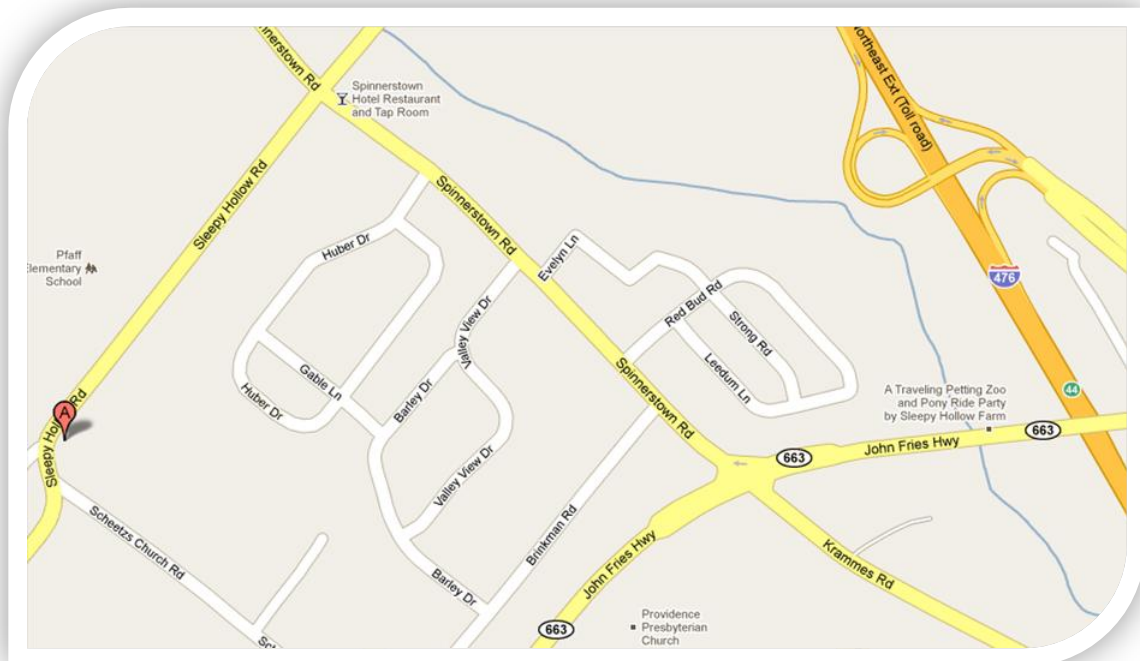 nnerstown Rd
Spinnerstown
Hotel Restaurant
and Tap Room
Northeast Ext (Toll road)
Sleepy Hollow Rd
Spinnerstown Rd
Huber Dr
Evelyn Ln
Pfaff
Elementary
School
476
Valley View Dr
Red Bud Rd
Strong Rd
Leedum Ln
Gable Ln
Huber Dr
Barley Dr
Spinnerstown Rd
44
A Traveling Petting Zoo
and Pony Ride Party
by Sleepy Hollow Farm
A
Sleepy Hollow Rd
663
John Fries Hwy
663
Valley View Dr
Scheetzs Church Rd
Brinkman Rd
John Fries Hwy
Krammes Rd
Barley Dr
663
Providence
Presbyterian
Church
Sc